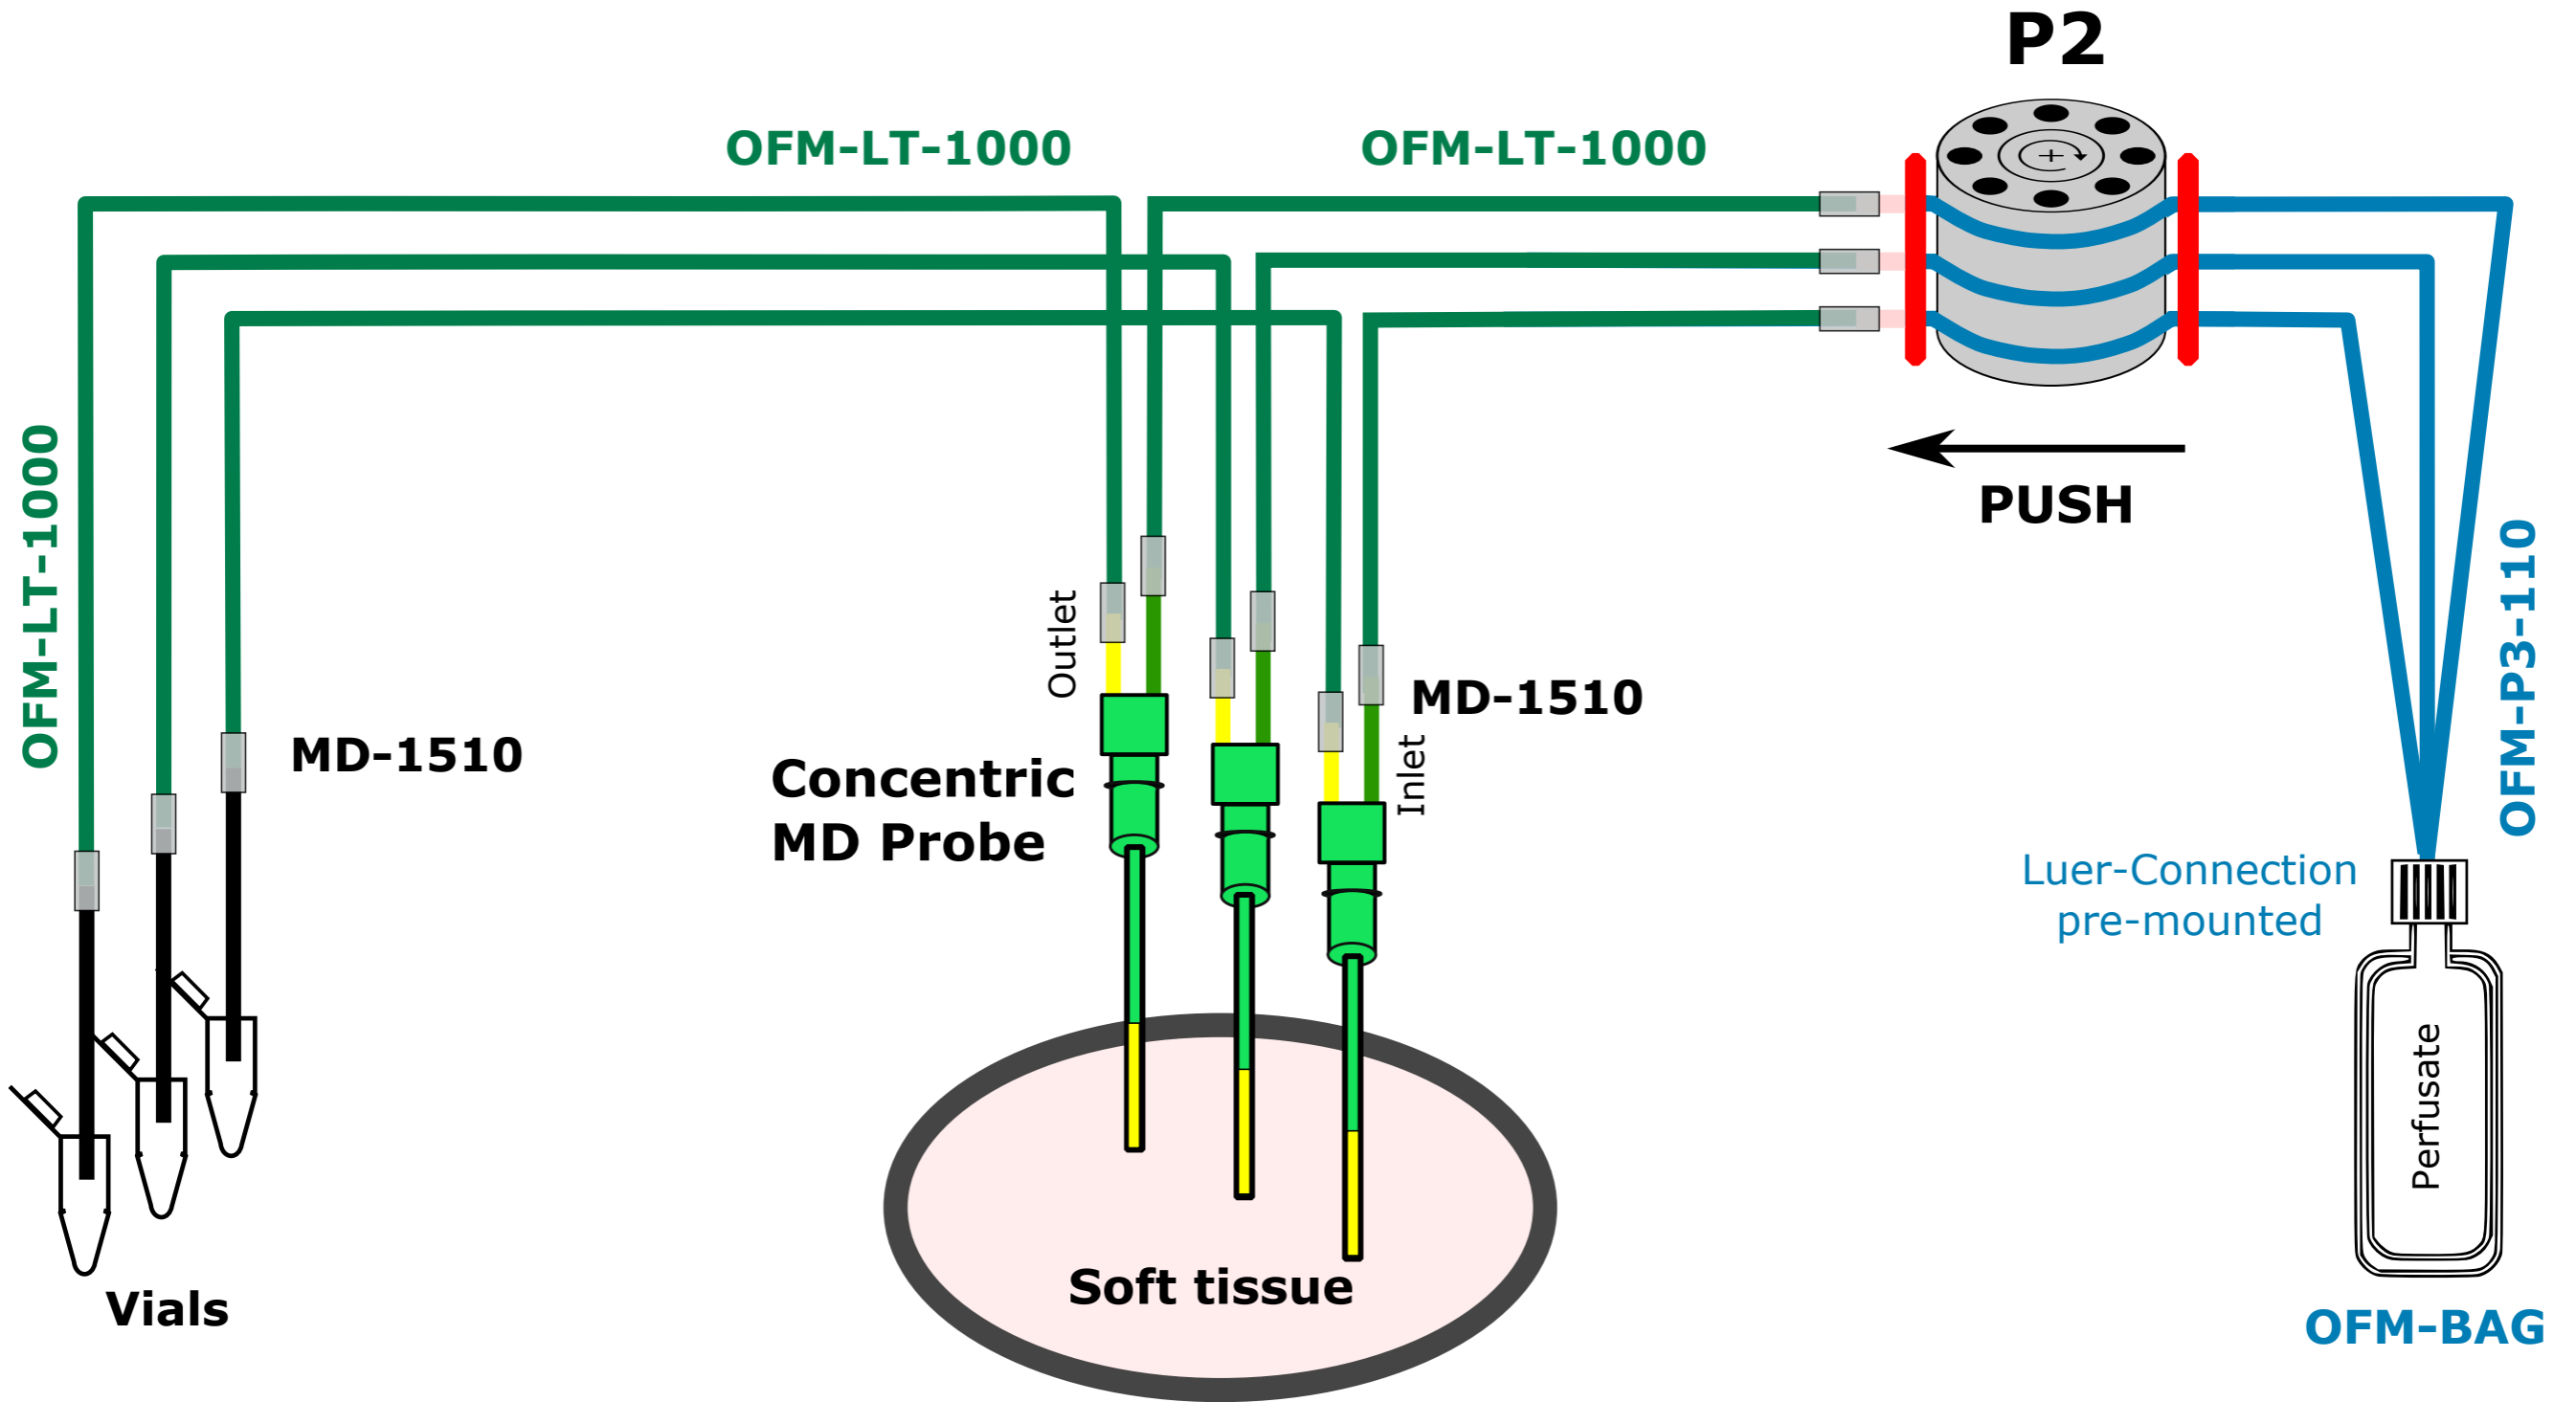 P2
OFM-LT-1000
OFM-LT-1000
PUSH
OFM-LT-1000
OFM-P3-110
Outlet
MD-1510
MD-1510
Inlet
Concentric
MD Probe
Luer-Connection
pre-mounted
Perfusate
Soft tissue
Vials
OFM-BAG